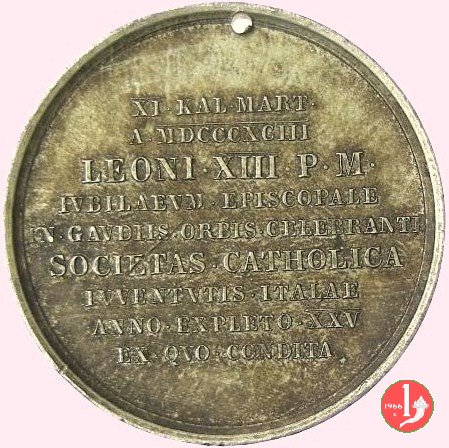 XI · KAL · MART ·
A · MDCCCXCIII
LEONI · XIII · P · M ·
IVBILAEVM · EPISCOPALE
IN · GAVDIIS · ORBIS · CELEBRANTI
SOCIETAS · CATHOLICA
IVVENTVTIS · ITALAE
ANNO · EXPLETO · XXV
EX · QVO · CONDITA
1966